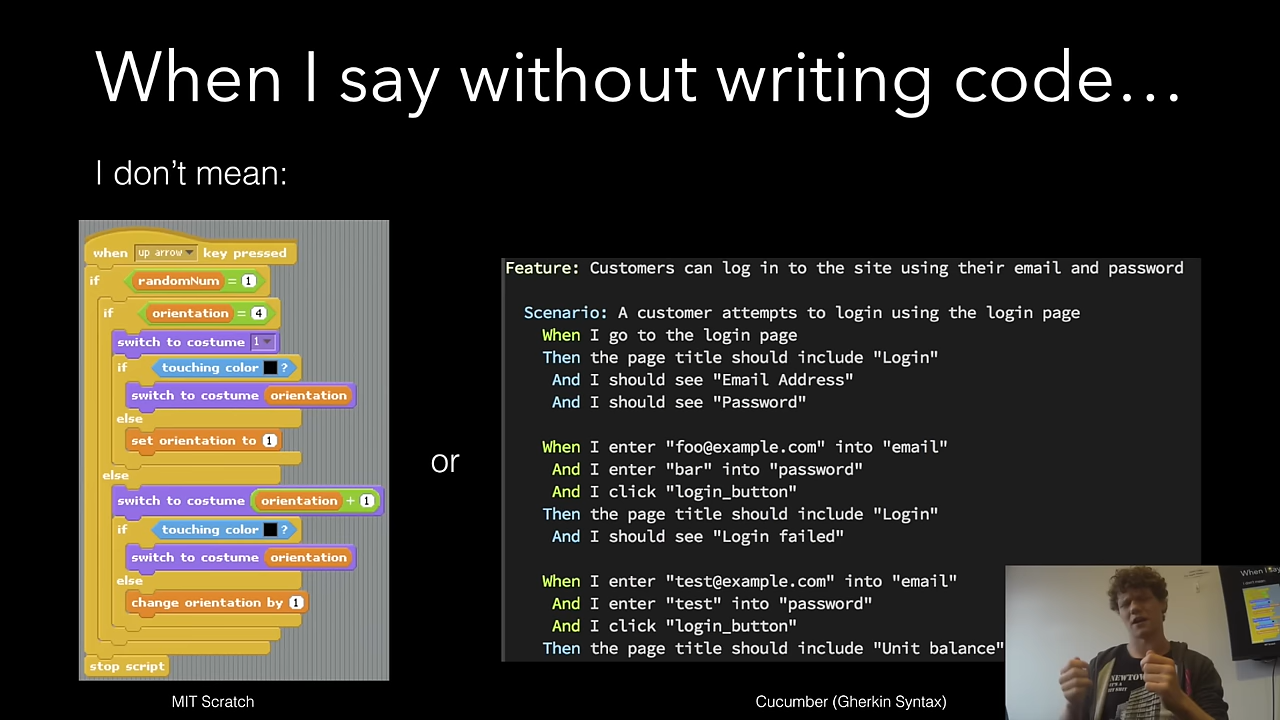 When I say without writing code…
I don't mean:
when up arrow key pressed
if randomNum = 1
if orientation = 4
switch to costume 1
if touching color ?
switch to costume orientation
else
set orientation to 1
else
switch to costume orientation + 1
if touching color ?
switch to costume orientation
else
change orientation by 1
stop script
MIT Scratch
or
Feature: Customers can log in to the site using their email and password
Scenario: A customer attempts to login using the login page
When I go to the login page
Then the page title should include "Login"
And I should see "Email Address"
And I should see "Password"
When I enter "foo@example.com" into "email"
And I enter "bar" into "password"
And I click "login_button"
Then the page title should include "Login"
And I should see "Login failed"
When I enter "test@example.com" into "email"
And I enter "test" into "password"
And I click "login_button"
Then the page title should include "Unit balance"
Cucumber (Gherkin Syntax)
When I say
NEWTOW
IT'S A